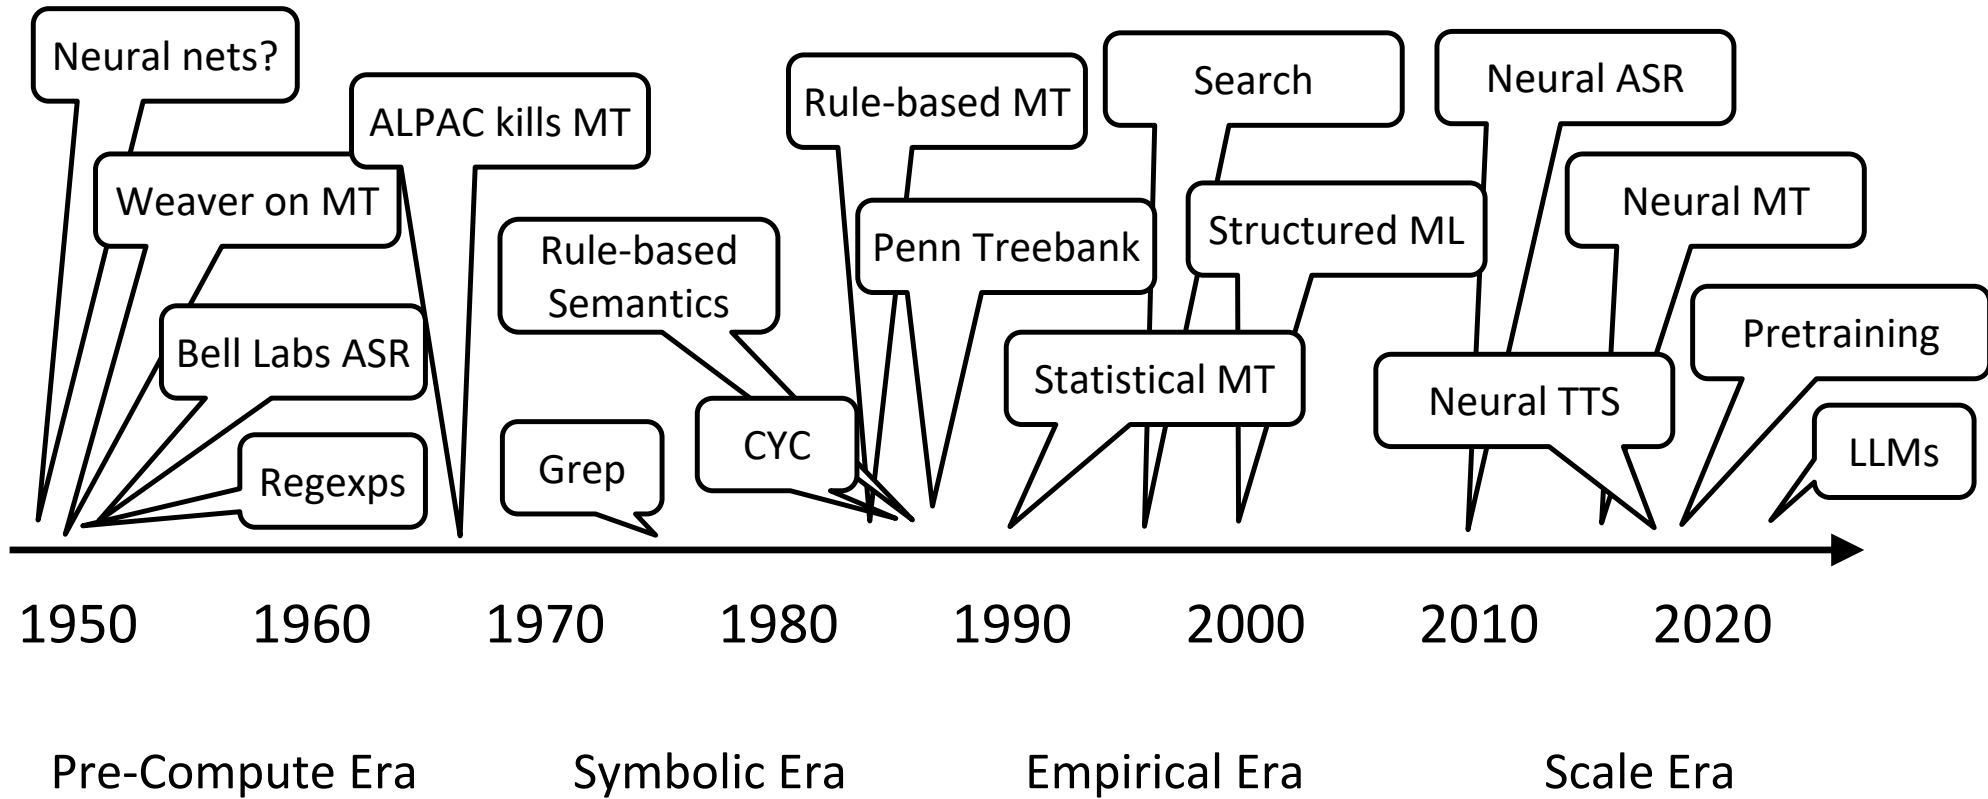 Neural nets?
Weaver on MT
Bell Labs ASR
Regexps
ALPAC kills MT
Rule-based
Semantics
Grep
CYC
Rule-based MT
Penn Treebank
Statistical MT
Search
Structured ML
Neural ASR
Neural TTS
Neural MT
Pretraining
LLMs
1950 1960 1970 1980 1990 2000 2010 2020
Pre-Compute Era Symbolic Era Empirical Era Scale Era